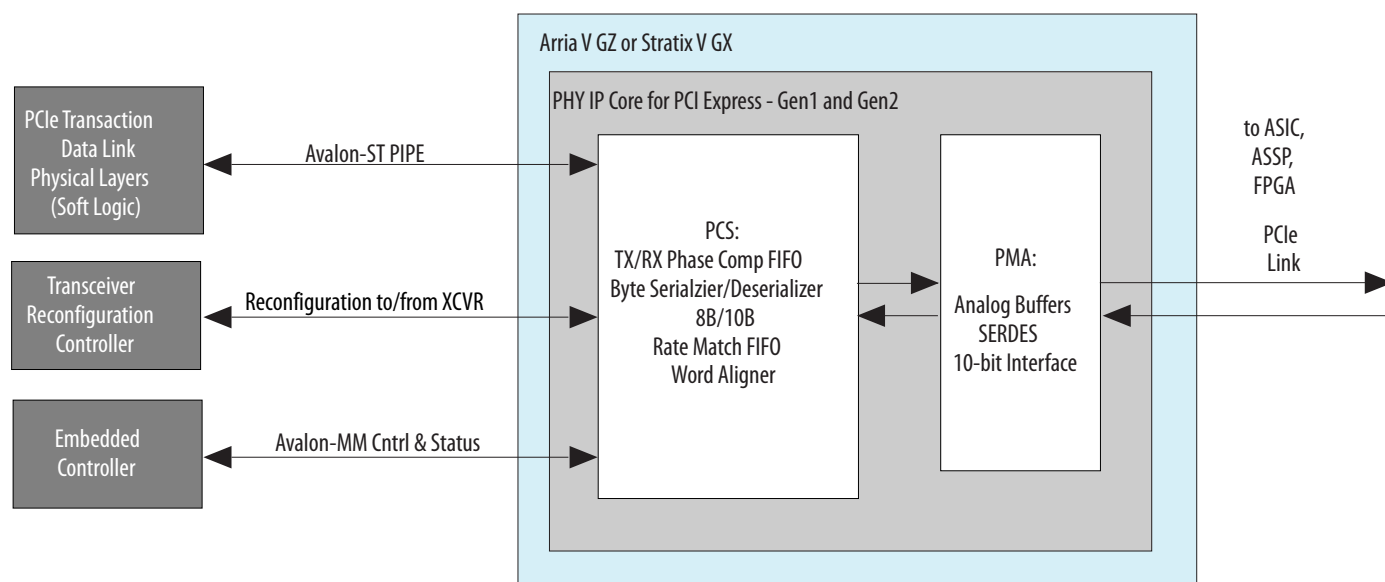 Arria V GZ or Stratix V GX
PHY IP Core for PCI Express - Gen1 and Gen2
PCIe Transaction
Data Link
Physical Layers
(Soft Logic)
Avalon-ST PIPE
Transceiver
Reconfiguration
Controller
Reconfiguration to/from XCVR
Embedded
Controller
Avalon-MM Cntrl & Status
PCS:
TX/RX Phase Comp FIFO
Byte Serialzier/Deserializer
8B/10B
Rate Match FIFO
Word Aligner
PMA:
Analog Buffers
SERDES
10-bit Interface
to ASIC,
ASSP,
FPGA
PCIe
Link